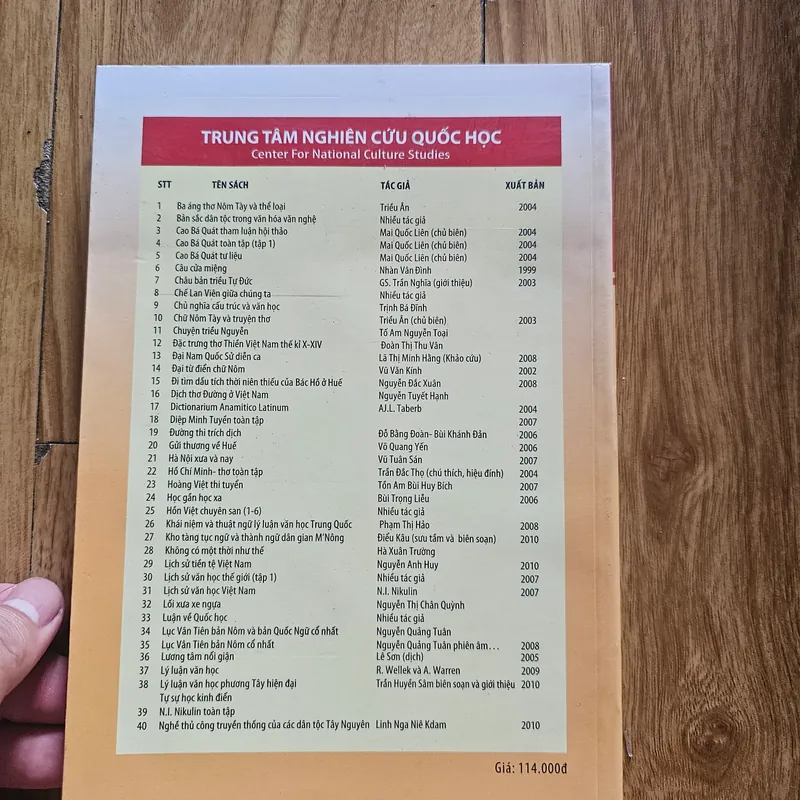 TRUNG TÂM NGHIÊN CỨU QUỐC HỌC
Center For National Culture Studies
STT TÊN SÁCH TÁC GIẢ XUẤT BẢN
1 Ba áng thơ Nôm Tày và thể loại Triều Ân 2004
2 Bản sắc dân tộc trong văn hóa văn nghệ Nhiều tác giả
3 Cao Bá Quát tham luận hội thảo Mai Quốc Liên (chủ biên) 2004
4 Cao Bá Quát toàn tập (tập 1) Mai Quốc Liên (chủ biên) 2004
5 Cao Bá Quát tư liệu Mai Quốc Liên (chủ biên) 2004
6 Câu cửa miệng Nhàn Vân Đình 1999
7 Châu bản triều Tự Đức GS. Trần Nghĩa (giới thiệu) 2003
8 Chế Lan Viên giữa chúng ta Nhiều tác giả
9 Chủ nghĩa cấu trúc và văn học Trịnh Bá Đĩnh
10 Chữ Nôm Tày và truyện thơ Triều Ân (chủ biên) 2003
11 Chuyện triều Nguyễn Tố Am Nguyễn Toại
12 Đặc trưng thơ Thiền Việt Nam thế kỉ X-XIV Đoàn Thị Thu Vân
13 Đại Nam Quốc Sử diễn ca Lã Thị Minh Hằng (Khảo cứu) 2008
14 Đại từ điển chữ Nôm Vũ Văn Kính 2002
15 Đi tìm dấu tích thời niên thiếu của Bác Hồ ở Huế Nguyễn Đắc Xuân 2008
16 Dịch thơ Đường ở Việt Nam Nguyễn Tuyết Hạnh
17 Dictionarium Anamitico Latinum AJ.L. Taberb 2004
18 Diệp Minh Tuyền toàn tập 2007
19 Đường thi trích dịch Đỗ Bằng Đoàn- Bùi Khánh Đản 2006
20 Gửi thương về Huế Võ Quang Yến 2006
21 Hà Nội xưa và nay Vũ Tuân Sán 2007
22 Hồ Chí Minh- thơ toàn tập Trần Đắc Thọ (chú thích, hiệu đính) 2004
23 Hoàng Việt thi tuyển Tồn Am Bùi Huy Bích 2007
24 Học gần học xa Bùi Trọng Liễu 2006
25 Hồn Việt chuyên san (1-6) Nhiều tác giả
26 Khái niệm và thuật ngữ lý luận văn học Trung Quốc Phạm Thị Hảo 2008
27 Kho tàng tục ngữ và thành ngữ dân gian M'Nông Điểu Kâu (sưu tầm và biên soạn) 2010
28 Không có một thời như thế Hà Xuân Trường
29 Lịch sử tiền tệ Việt Nam Nguyễn Anh Huy 2010
30 Lịch sử văn học thế giới (tập 1) Nhiều tác giả 2007
31 Lịch sử văn học Việt Nam N.I. Nikulin 2007
32 Lối xưa xe ngựa Nguyễn Thị Chân Quỳnh
33 Luận về Quốc học Nhiều tác giả
34 Lục Vân Tiên bản Nôm và bản Quốc Ngữ cổ nhất Nguyễn Quảng Tuân
35 Lục Vân Tiên bản Nôm cổ nhất Nguyễn Quảng Tuân phiên âm... 2008
36 Lương tâm nổi giận Lê Sơn (dịch) 2005
37 Lý luận văn học R. Wellek và A. Warren 2009
38 Lý luận văn học phương Tây hiện đại Trần Huyền Sâm biên soạn và giới thiệu 2010
Tự sự học kinh điển
39 N.I. Nikulin toàn tập
40 Nghề thủ công truyền thống của các dân tộc Tây Nguyên Linh Nga Niê Kdam 2010
Giá: 114.000đ